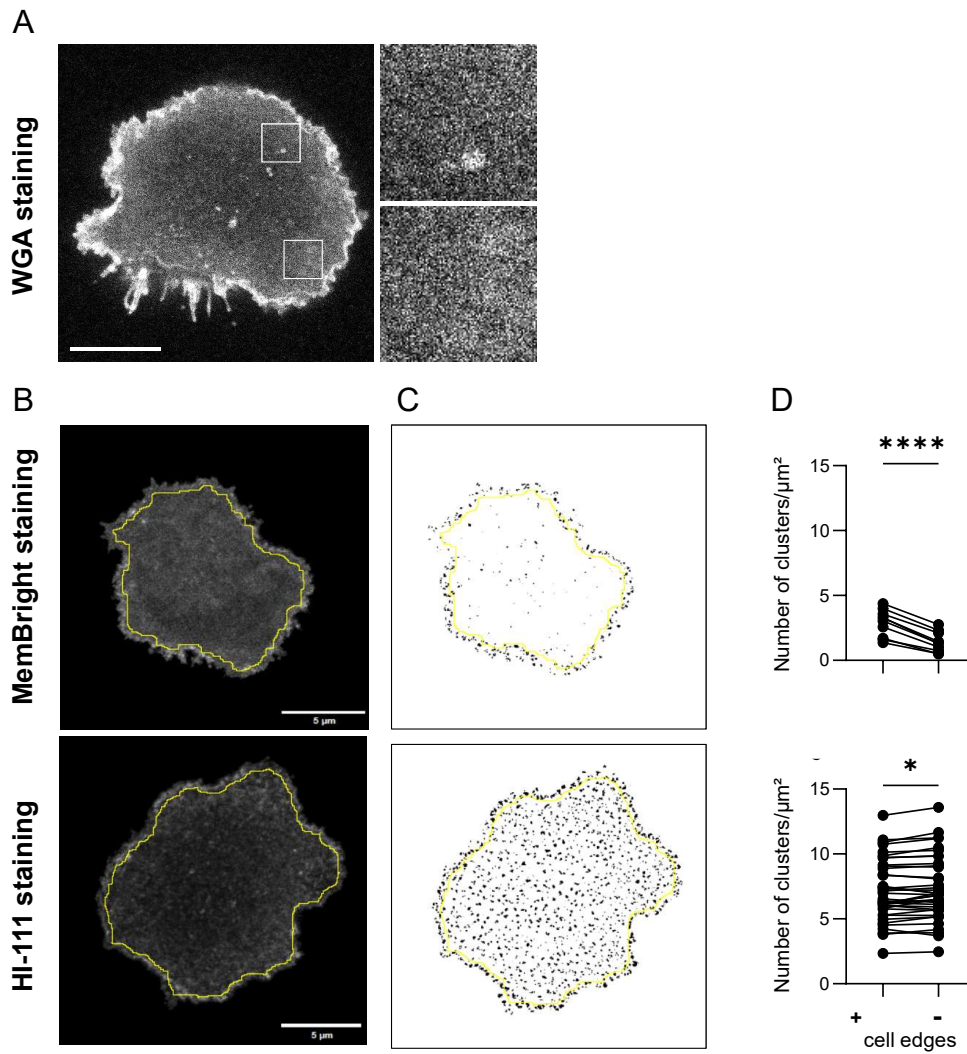 A
WGA staining
B
C
D
MemBright staining
5 µm
****
Number of clusters/µm²
15
10
5
0
HI-111 staining
5 µm
*
Number of clusters/µm²
15
10
5
0
+
-
cell edges